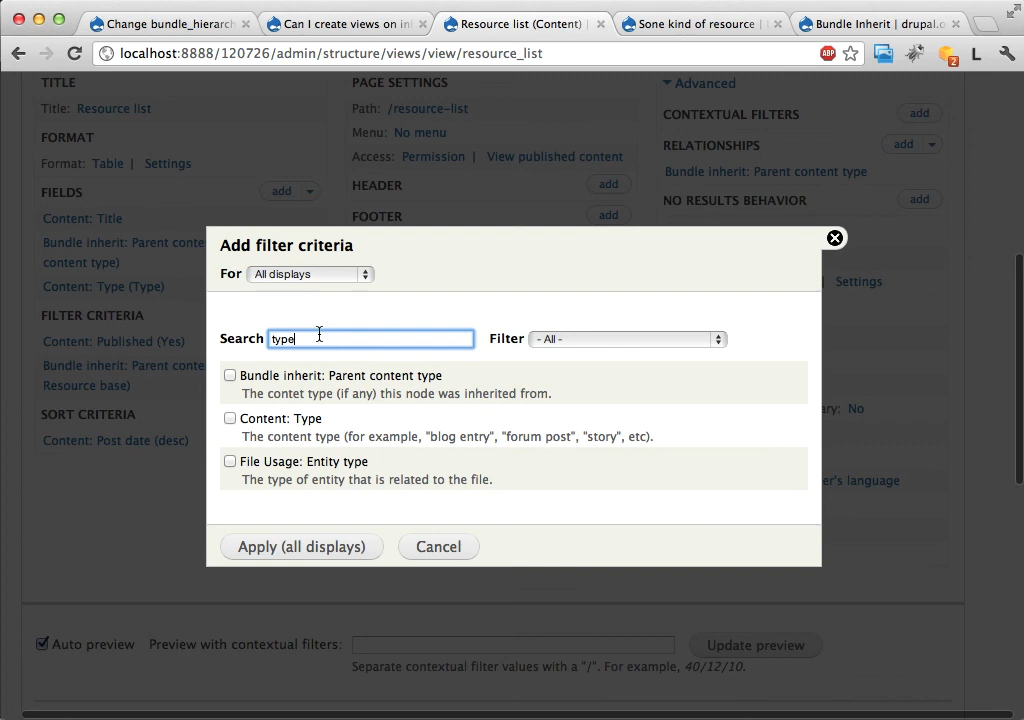 Change bundle_hierarch
Can I create views on inl
Resource list (Content)
Sone kind of resource |
Bundle Inherit | drupal.o
localhost:8888/120726/admin/structure/views/view/resource_list
ABP
2
L
TITLE
Title: Resource list
FORMAT
Format: Table | Settings
FIELDS
add
Content: Title
Bundle inherit: Parent conte
content type)
Content: Type (Type)
FILTER CRITERIA
Content: Published (Yes)
Bundle inherit: Parent conte
Resource base)
SORT CRITERIA
Content: Post date (desc)
PAGE SETTINGS
Path: /resource-list
Menu: No menu
Access: Permission | View published content
HEADER
add
FOOTER
add
Advanced
CONTEXTUAL FILTERS
add
RELATIONSHIPS
add
Bundle inherit: Parent content type
NO RESULTS BEHAVIOR
add
| Settings
ary: No
er's language
Add filter criteria
For All displays
Search type
Filter - All -
Bundle inherit: Parent content type
The contet type (if any) this node was inherited from.
Content: Type
The content type (for example, "blog entry", "forum post", "story", etc).
File Usage: Entity type
The type of entity that is related to the file.
Apply (all displays)
Cancel
Auto preview
Preview with contextual filters:
Update preview
Separate contextual filter values with a "/". For example, 40/12/10.